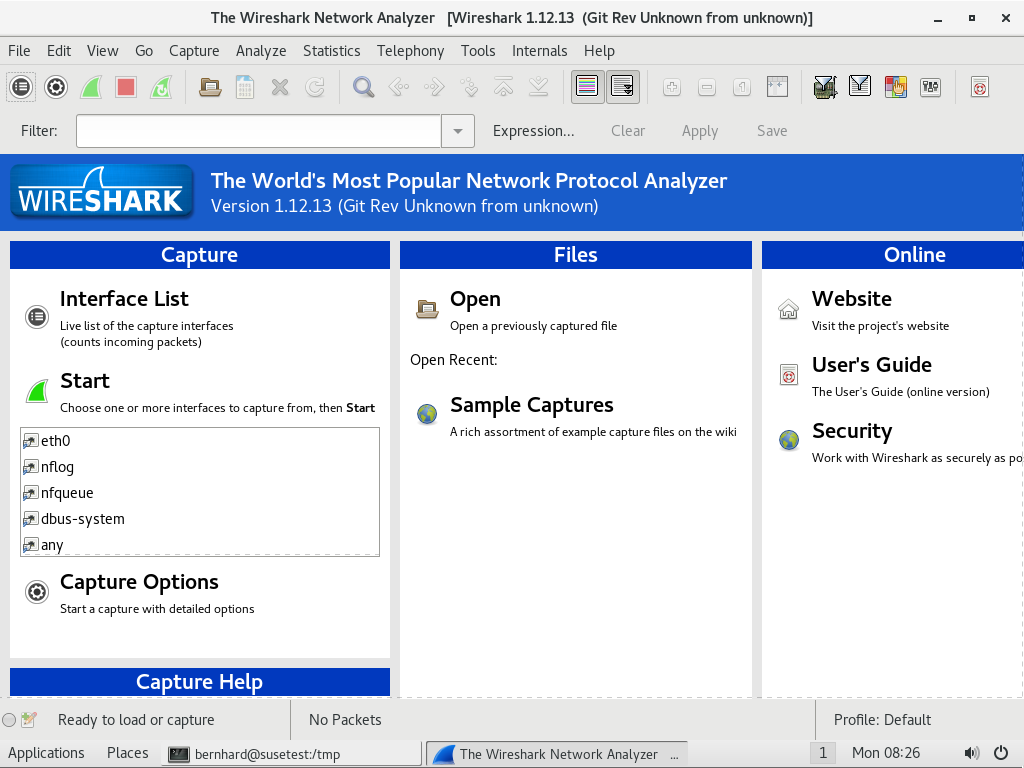 The Wireshark Network Analyzer [Wireshark 1.12.13 (Git Rev Unknown from unknown)]
File Edit View Go Capture Analyze Statistics Telephony Tools Internals Help
Filter: Expression... Clear Apply Save
WIRESHARK
The World's Most Popular Network Protocol Analyzer
Version 1.12.13 (Git Rev Unknown from unknown)
Capture
Interface List
Live list of the capture interfaces
(counts incoming packets)
Start
Choose one or more interfaces to capture from, then Start
eth0
nflog
nfqueue
dbus-system
any
Capture Options
Start a capture with detailed options
Capture Help
Files
Open
Open a previously captured file
Open Recent:
Sample Captures
A rich assortment of example capture files on the wiki
Online
Website
Visit the project's website
User's Guide
The User's Guide (online version)
Security
Work with Wireshark as securely as po
Ready to load or capture No Packets Profile: Default
Applications Places bernhard@susetest:/tmp The Wireshark Network Analyzer ... 1 Mon 08:26